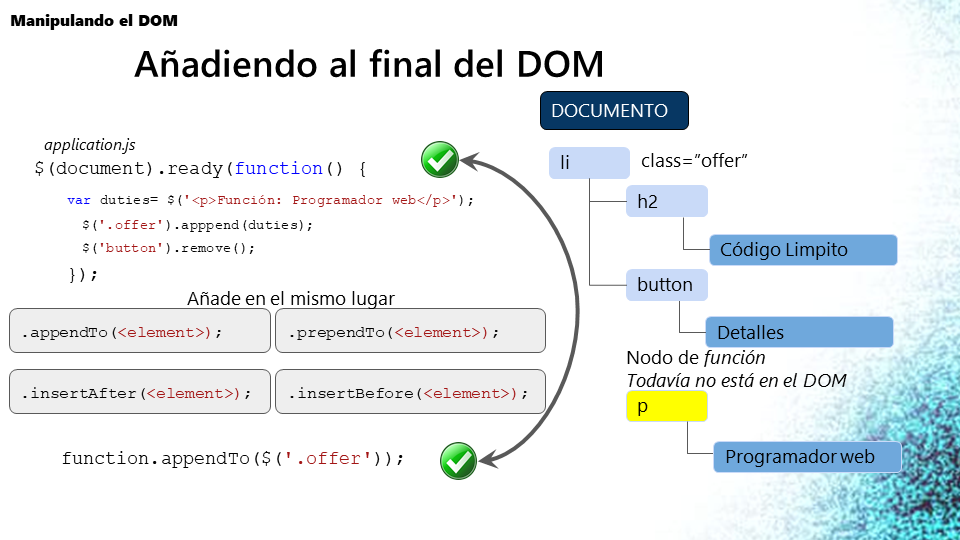 Manipulando el DOM
Añadiendo al final del DOM
application.js
$(document).ready(function() {
var duties= $('<p>Función: Programador web</p>');
$('.offer').apppend(duties);
$('button').remove();
});
Añade en el mismo lugar
.appendTo(<element>);
.prependTo(<element>);
.insertAfter(<element>);
.insertBefore(<element>);
function.appendTo($('.offer'));
DOCUMENTO
li
class=”offer”
h2
Código Limpito
button
Detalles
Nodo de función
Todavía no está en el DOM
p
Programador web